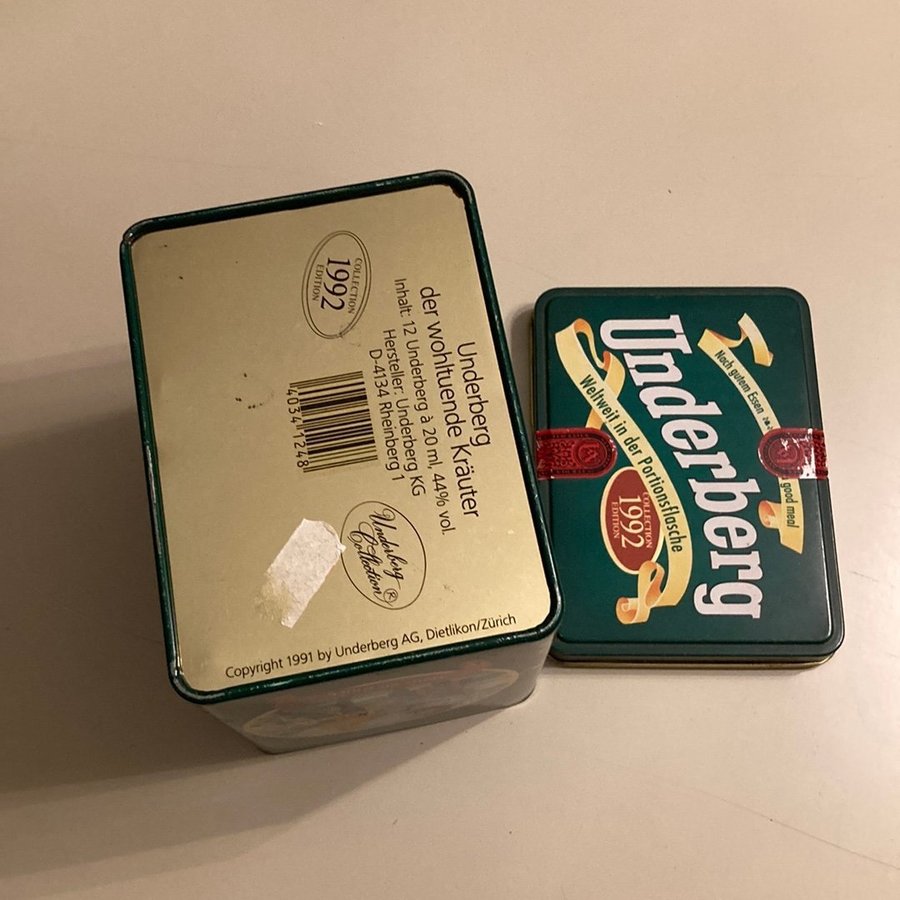 Underberg
der wohltuende Kräuter
Inhalt: 12 Underberg à 20 ml, 44% vol.
Hersteller: Underberg KG
D-4134 Rheinberg 1
COLLECTION
1992
EDITION
40341248
Underberg ®
Collection
Copyright 1991 by Underberg AG, Dietlikon/Zürich
Nach gutem Essen
good meal
Underberg
Weltweit in der Portionsflasche
COLLECTION
1992
EDITION